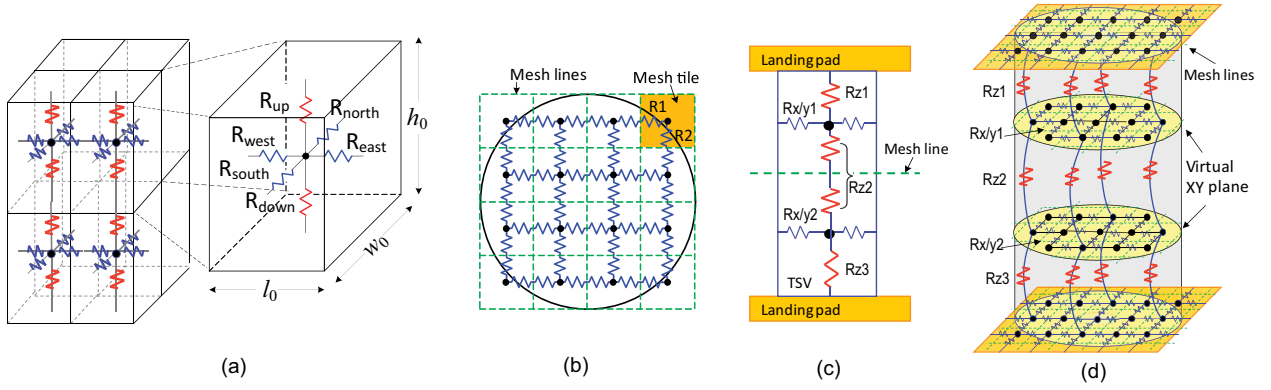 R_up
R_north
R_west
R_east
R_south
R_down
h_0
w_0
l_0
(a)
Mesh lines
Mesh tile
R1
R2
(b)
Landing pad
Rz1
Rx/y1
Mesh line
Rz2
Rx/y2
Rz3
TSV
Landing pad
(c)
Mesh lines
Rz1
Rx/y1
Virtual
XY plane
Rz2
Rx/y2
Rz3
(d)